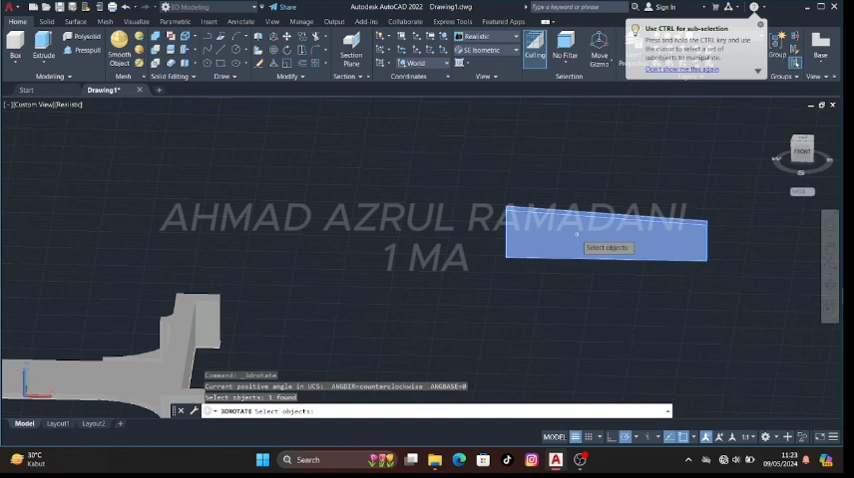 Autodesk AutoCAD 2022 Drawing1.dwg
3D Modeling
Share
Type a keyword or phrase
Sign In
Home Solid Surface Mesh Visualize Parametric Insert Annotate View Manage Output Add-ins Collaborate Express Tools Featured Apps
Box
Extrude
Polysolid
Presspull
Smooth Object
Section Plane
World
Realistic
SE Isometric
Culling
No Filter
Move Gizmo
Group
Base
Modeling
Mesh
Solid Editing
Draw
Modify
Section
Coordinates
View
Selection
Groups
View
Use CTRL for sub-selection
Press and hold the CTRL key and use
the cursor to select a set of
subobjects to manipulate.
Don't show me this again
Start
Drawing1*
[–][Custom View][Realistic]
FRONT
AHMAD AZRUL RAMADANI
1 MA
Select objects:
Command: _3drotate
Current positive angle in UCS: ANGDIR=counterclockwise ANGBASE=0
Select objects: 1 found
3DROTATE Select objects:
Model Layout1 Layout2
MODEL
1:1
30°C
Kabut
Search
11:23
09/05/2024